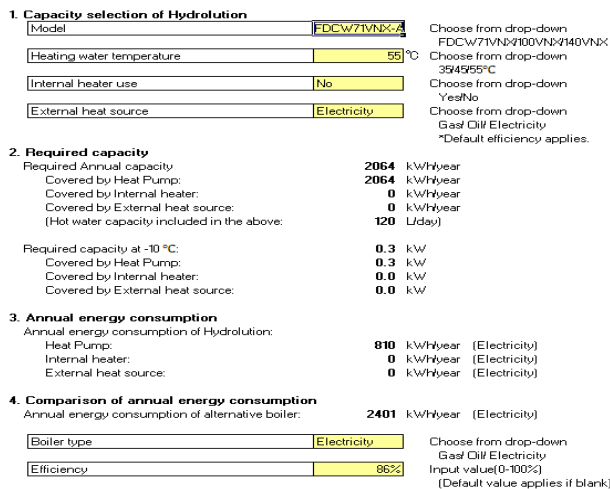 1. Capacity selection of Hydrolution
Model FDCW71VNX-A Choose from drop-down
FDCW71VNX/100VNX/140VNX
Heating water temperature 55 °C Choose from drop-down
35/45/55°C
Internal heater use No Choose from drop-down
Yes/No
External heat source Electricity Choose from drop-down
Gas/ Oil/ Electricity
*Default efficiency applies.
2. Required capacity
Required Annual capacity 2064 kWh/year
Covered by Heat Pump: 2064 kWh/year
Covered by Internal heater: 0 kWh/year
Covered by External heat source: 0 kWh/year
(Hot water capacity included in the above: 120 L/day)
Required capacity at -10 °C: 0.3 kW
Covered by Heat Pump: 0.3 kW
Covered by Internal heater: 0.0 kW
Covered by External heat source: 0.0 kW
3. Annual energy consumption
Annual energy consumption of Hydrolution:
Heat Pump: 810 kWh/year (Electricity)
Internal heater: 0 kWh/year (Electricity)
External heat source: 0 kWh/year (Electricity)
4. Comparison of annual energy consumption
Annual energy consumption of alternative boiler: 2401 kWh/year (Electricity)
Boiler type Electricity Choose from drop-down
Gas/ Oil/ Electricity
Efficiency 86% Input value(0-100%)
(Default value applies if blank)